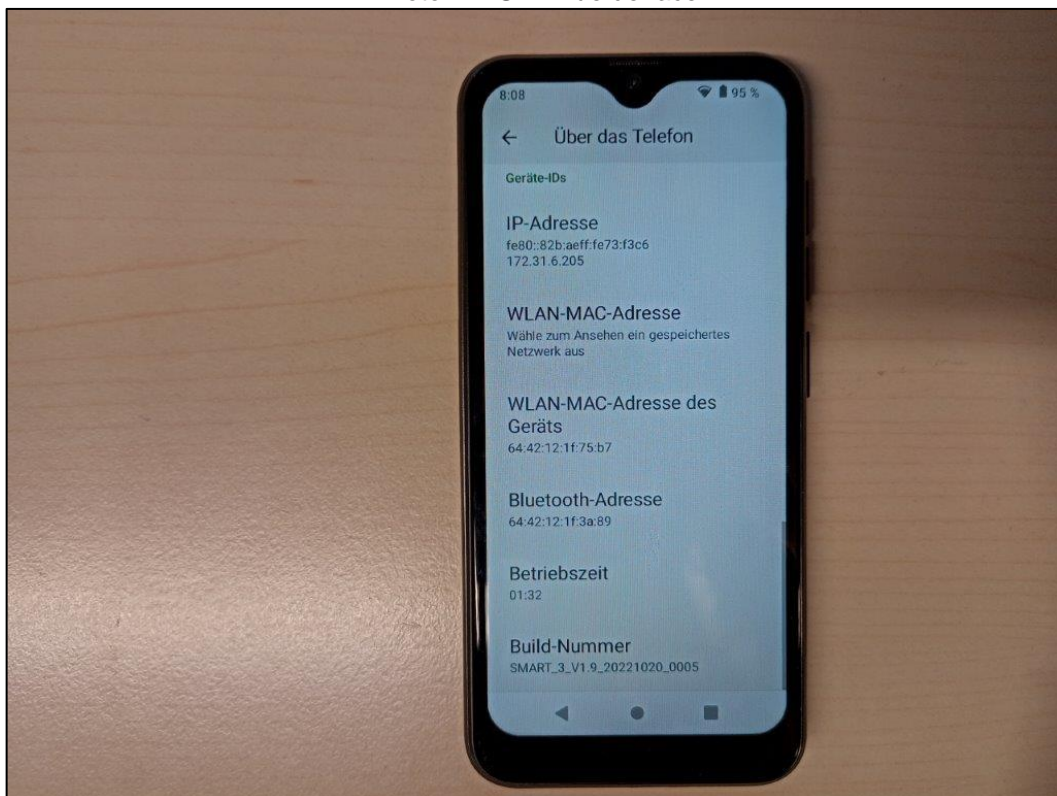 8:08
95 %
Über das Telefon
Geräte-IDs
IP-Adresse
fe80::82b:aeff:fe73:f3c6
172.31.6.205
WLAN-MAC-Adresse
Wähle zum Ansehen ein gespeichertes
Netzwerk aus
WLAN-MAC-Adresse des
Geräts
64:42:12:1f:75:b7
Bluetooth-Adresse
64:42:12:1f:3a:89
Betriebszeit
01:32
Build-Nummer
SMART_3_V1.9_20221020_0005